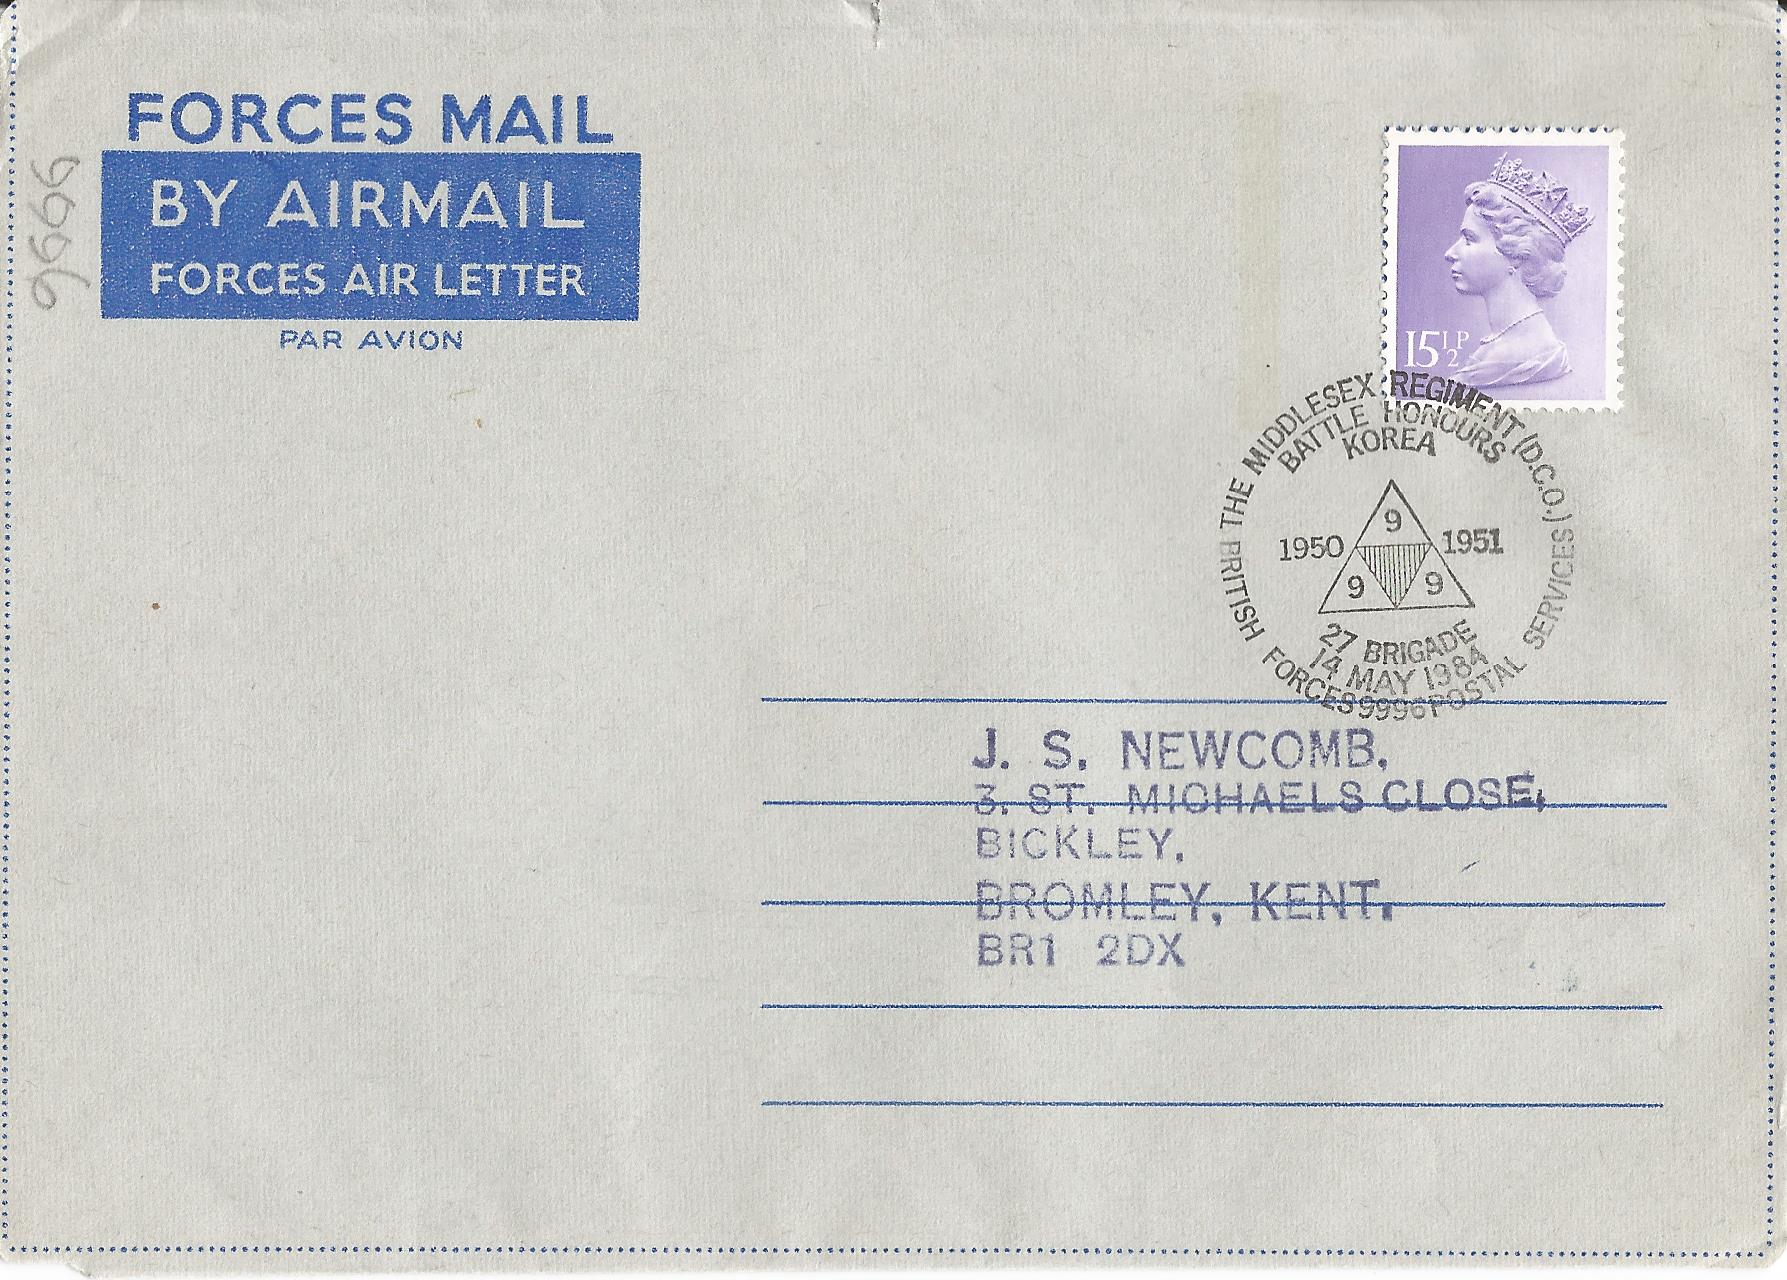 FORCES MAIL
BY AIRMAIL
FORCES AIR LETTER
PAR AVION
9996
15½P
THE MIDDLESEX REGIMENT (D.C.O.)
BATTLE HONOURS
KOREA
1950 1951
9
9 9
27 BRIGADE
14 MAY 1984
BRITISH FORCES 9996 POSTAL SERVICES
J. S. NEWCOMB,
3. ST. MICHAELS CLOSE,
BICKLEY,
BROMLEY, KENT.
BR1 2DX